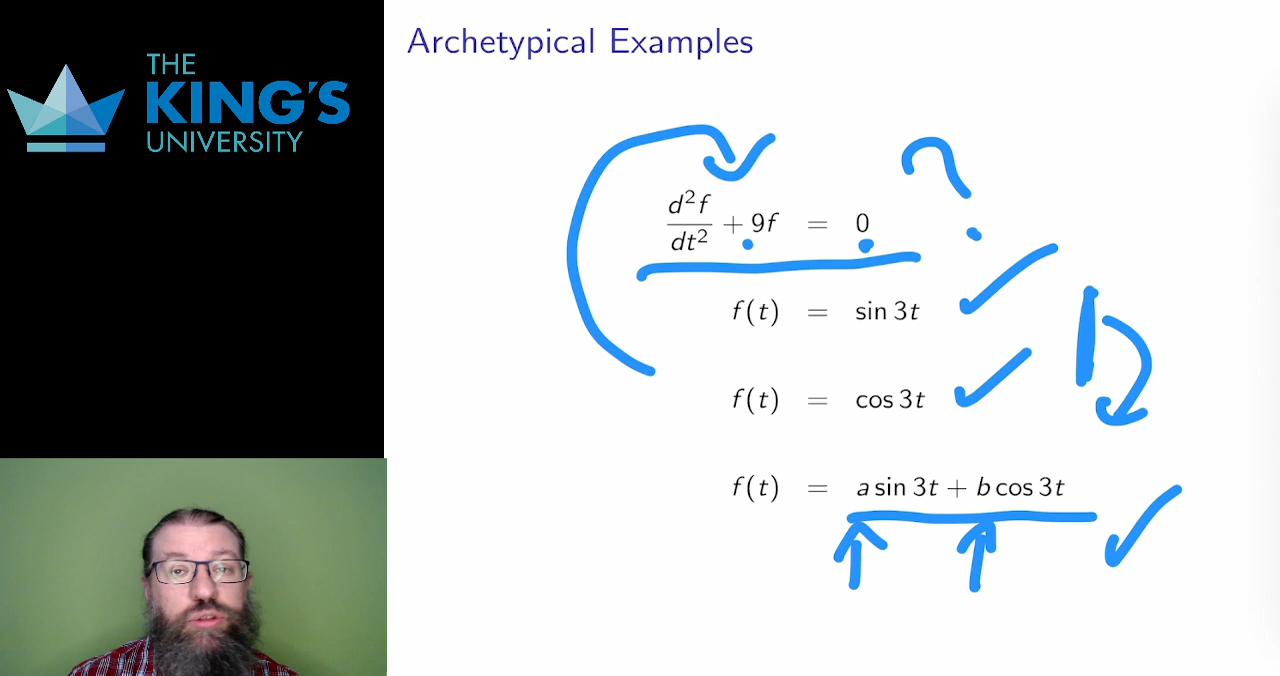 THE
KING'S
UNIVERSITY
Archetypical Examples
d²f/dt² + 9f = 0
?
f(t) = sin 3t
f(t) = cos 3t
f(t) = a sin 3t + b cos 3t